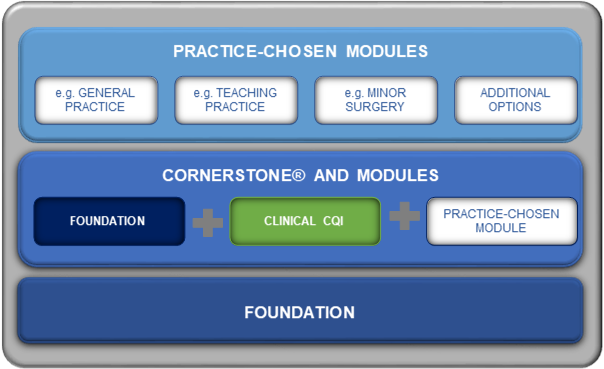 PRACTICE-CHOSEN MODULES
e.g. GENERAL
PRACTICE
e.g. TEACHING
PRACTICE
e.g. MINOR
SURGERY
ADDITIONAL
OPTIONS
CORNERSTONE® AND MODULES
FOUNDATION
CLINICAL CQI
PRACTICE-CHOSEN
MODULE
FOUNDATION